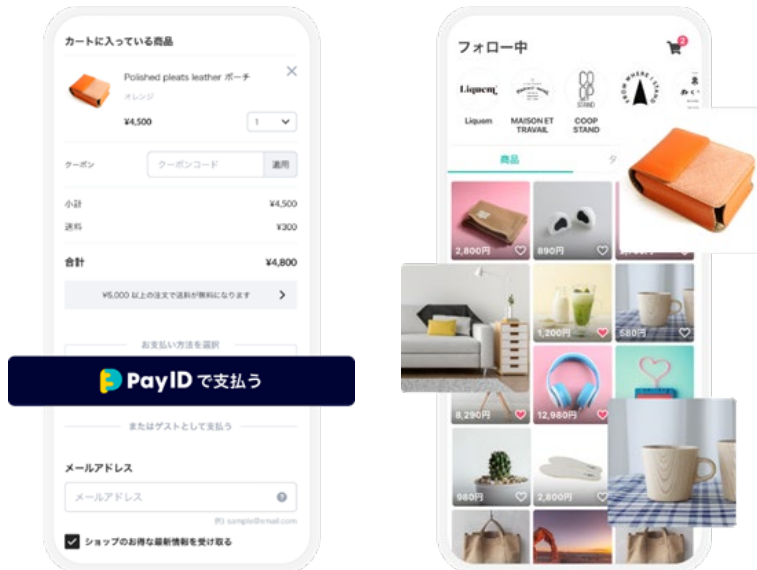 カートに入っている商品
Polished pleats leather ポーチ
オレンジ
¥4,500
1
クーポン
クーポンコード
適用
小計
¥4,500
送料
¥300
合計
¥4,800
¥5,000 以上の注文で送料が無料になります
お支払い方法を選択
PayID で支払う
またはゲストとして支払う
メールアドレス
メールアドレス
例) sample@email.com
ショップのお得な最新情報を受け取る
フォロー中
2
Liquem
COOP
STAND
KNOW WHERE I STAND
Liquem
MAISON ET
TRAVAIL
COOP
STAND
商品
タ
2,800円
890円
1,200円
580円
8,290円
12,980円
980円
2,800円